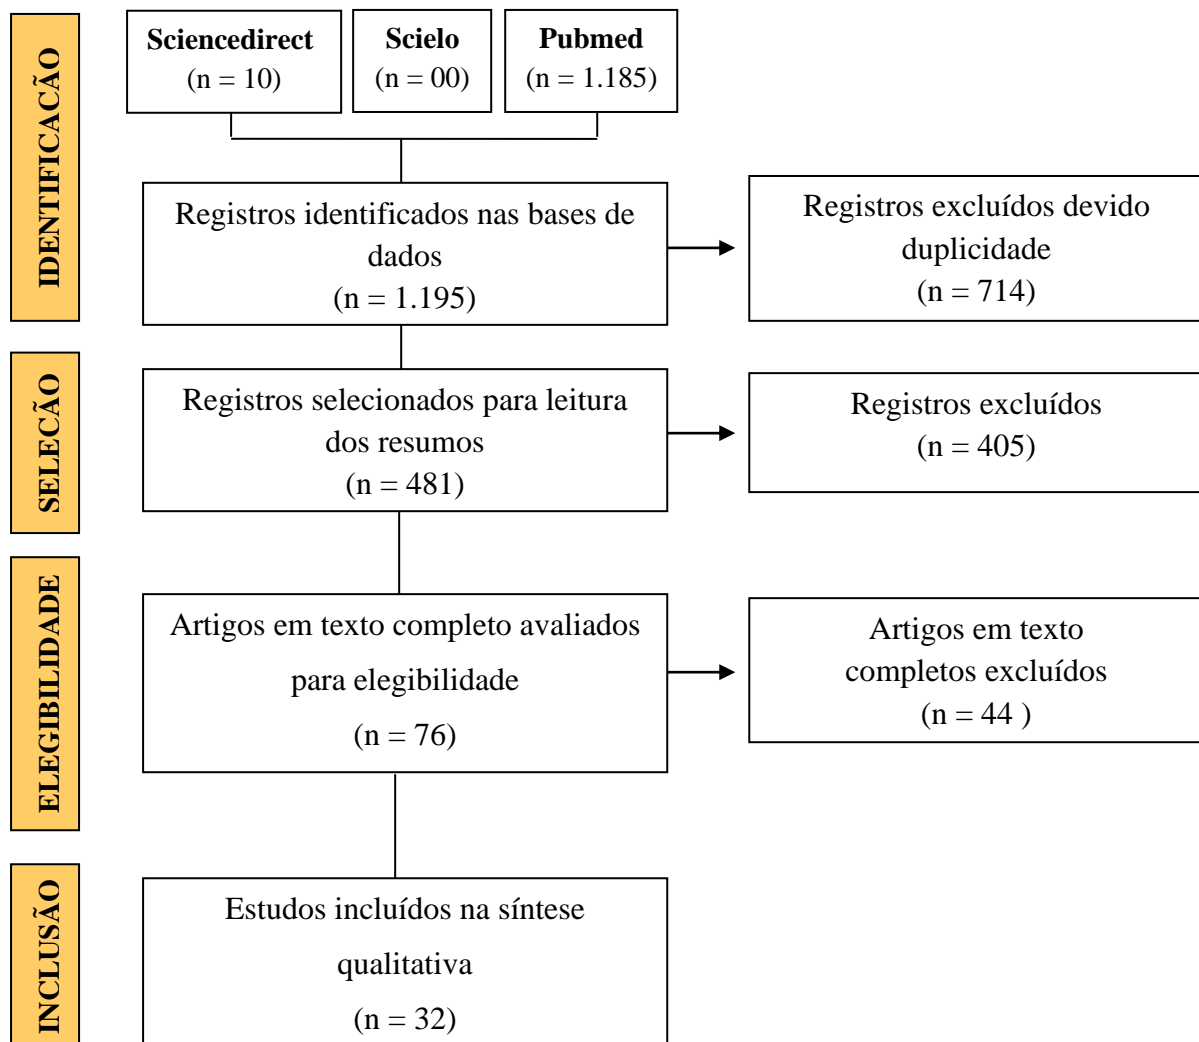 IDENTIFICACÃO
Sciencedirect
(n = 10)
Scielo
(n = 00)
Pubmed
(n = 1.185)
Registros identificados nas bases de
dados
(n = 1.195)
Registros excluídos devido
duplicidade
(n = 714)
SELECÃO
Registros selecionados para leitura
dos resumos
(n = 481)
Registros excluídos
(n = 405)
ELEGIBILIDADE
Artigos em texto completo avaliados
para elegibilidade
(n = 76)
Artigos em texto
completos excluídos
(n = 44 )
INCLUSÃO
Estudos incluídos na síntese
qualitativa
(n = 32)